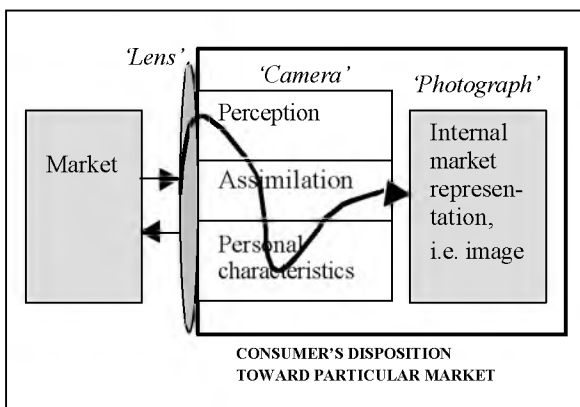 ‘Lens’
‘Camera’
‘Photograph’
Market
Perception
Assimilation
Personal
characteristics
Internal
market
represen-
tation,
i.e. image
CONSUMER’S DISPOSITION
TOWARD PARTICULAR MARKET